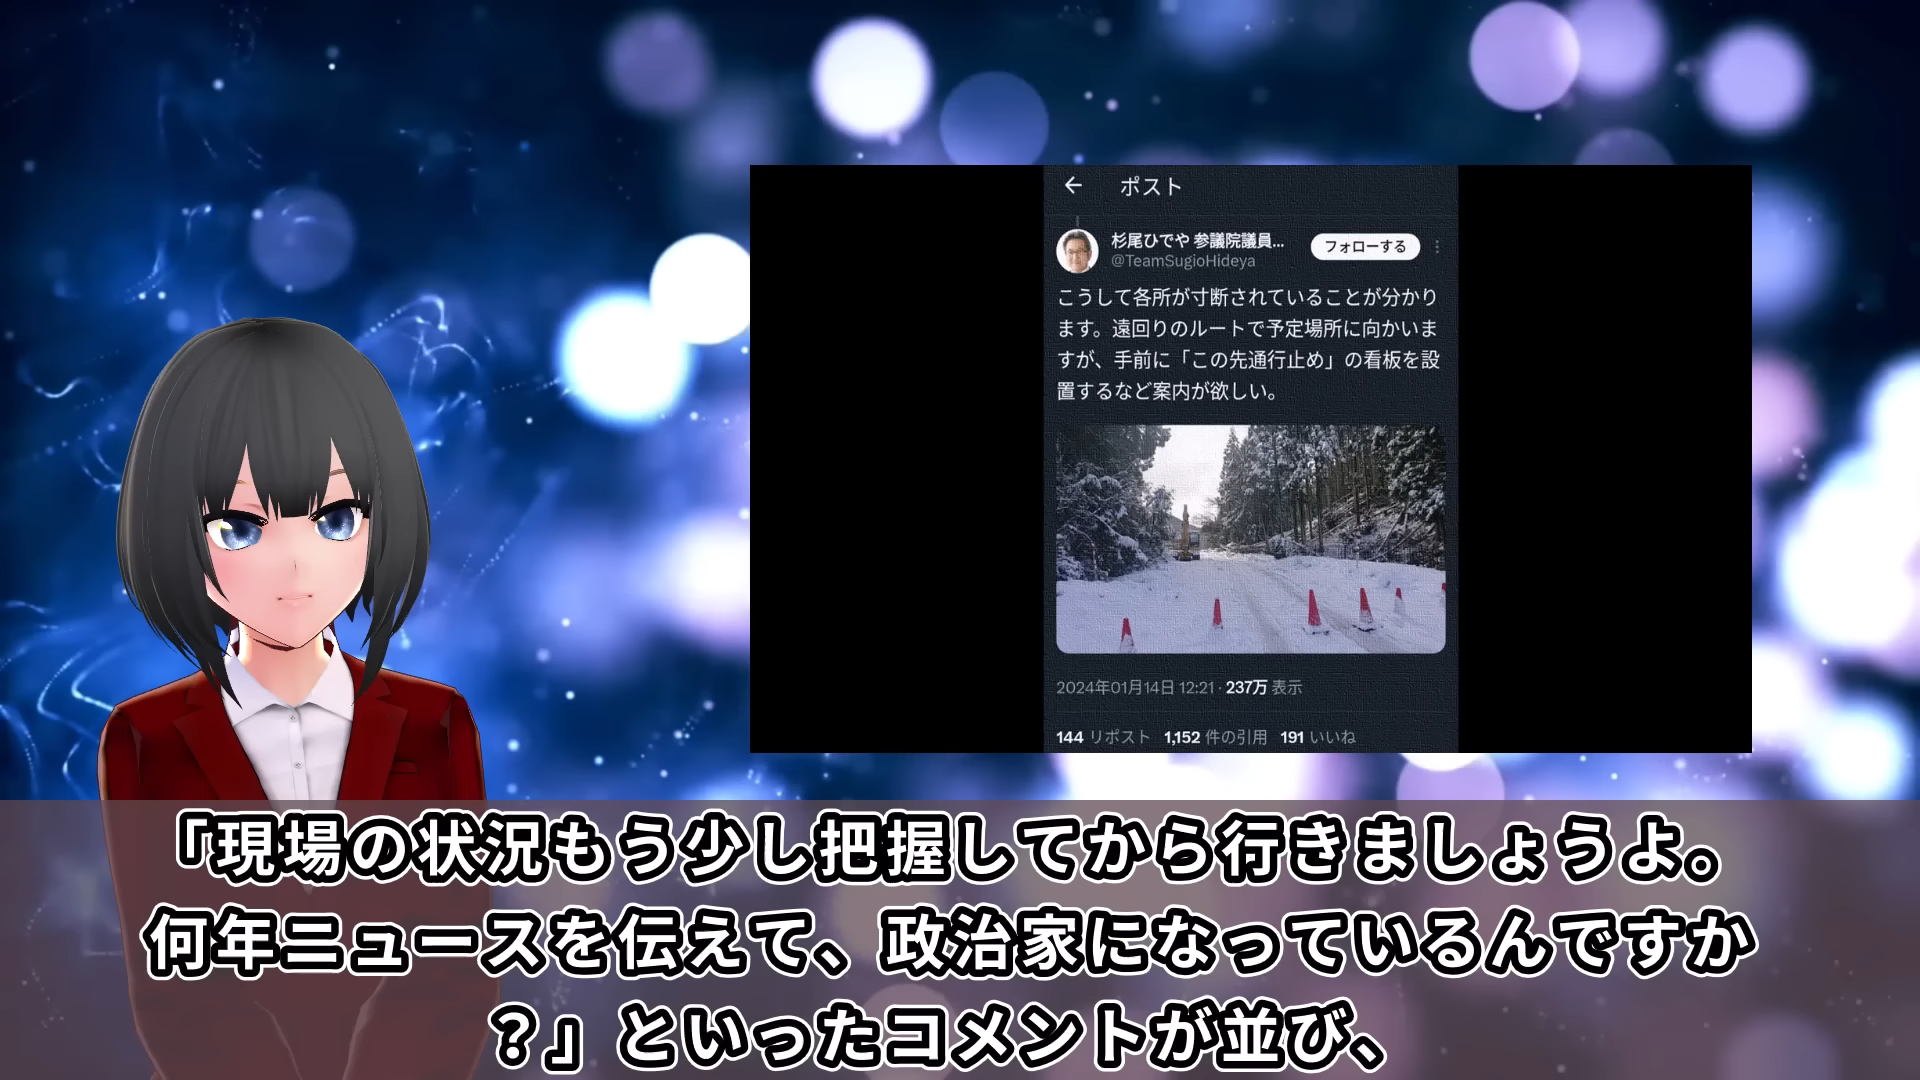 ポスト
杉尾ひでや 参議院議員...
フォローする
@TeamSugioHideya
こうして各所が寸断されていることが分かり
ます。遠回りのルートで予定場所に向かいま
すが、手前に「この先通行止め」の看板を設
置するなど案内が欲しい。
2024年01月14日 12:21 · 237万 表示
144 リポスト 1,152 件の引用 191 いいね
「現場の状況もう少し把握してから行きましょうよ。
何年ニュースを伝えて、政治家になっているんですか
？」といったコメントが並び、